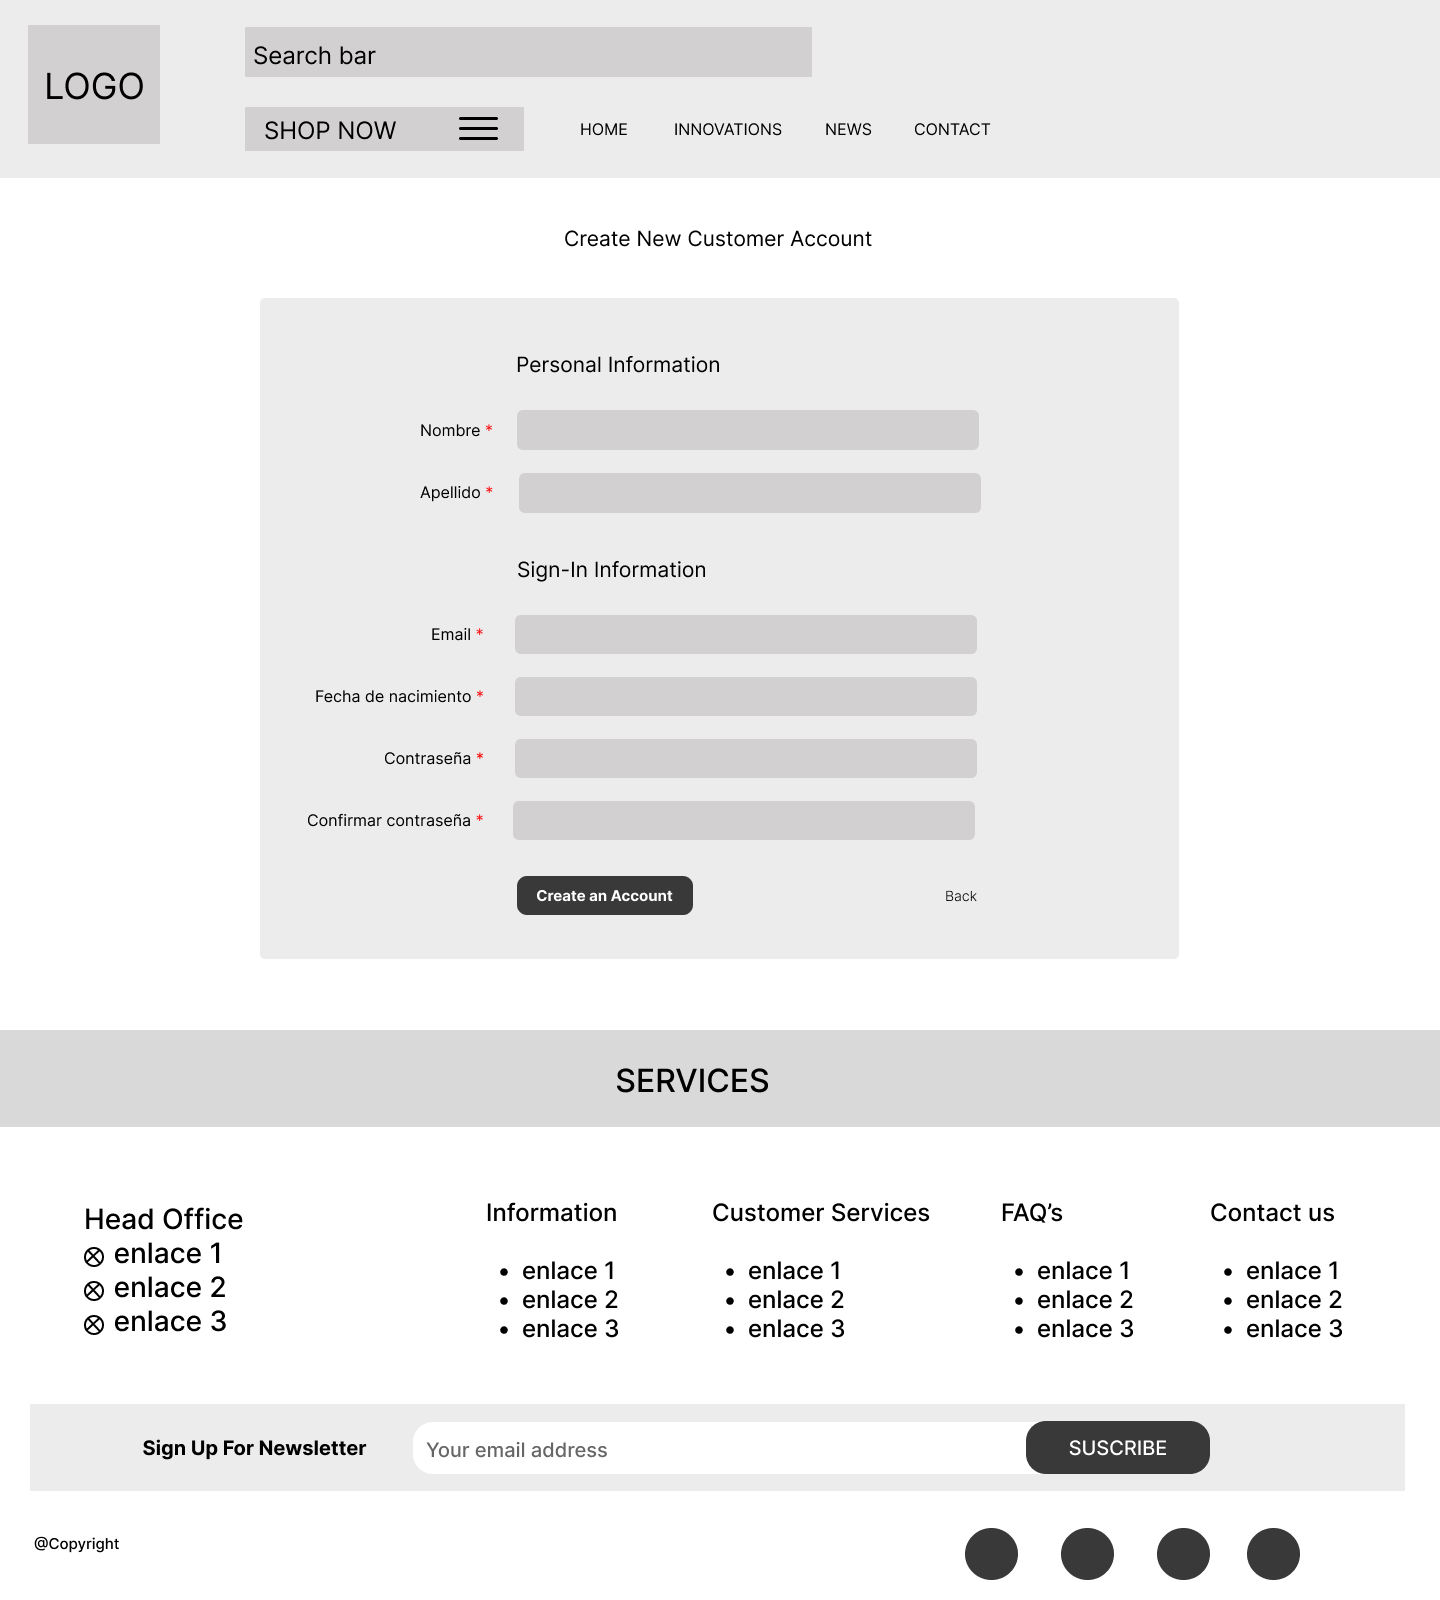 LOGO
Search bar
SHOP NOW
HOME INNOVATIONS NEWS CONTACT
Create New Customer Account
Personal Information
Nombre *
Apellido *
Sign-In Information
Email *
Fecha de nacimiento *
Contraseña *
Confirmar contraseña *
Create an Account
Back
SERVICES
Head Office
enlace 1
enlace 2
enlace 3
Information
• enlace 1
• enlace 2
• enlace 3
Customer Services
• enlace 1
• enlace 2
• enlace 3
FAQ’s
• enlace 1
• enlace 2
• enlace 3
Contact us
• enlace 1
• enlace 2
• enlace 3
Sign Up For Newsletter
Your email address
SUSCRIBE
@Copyright